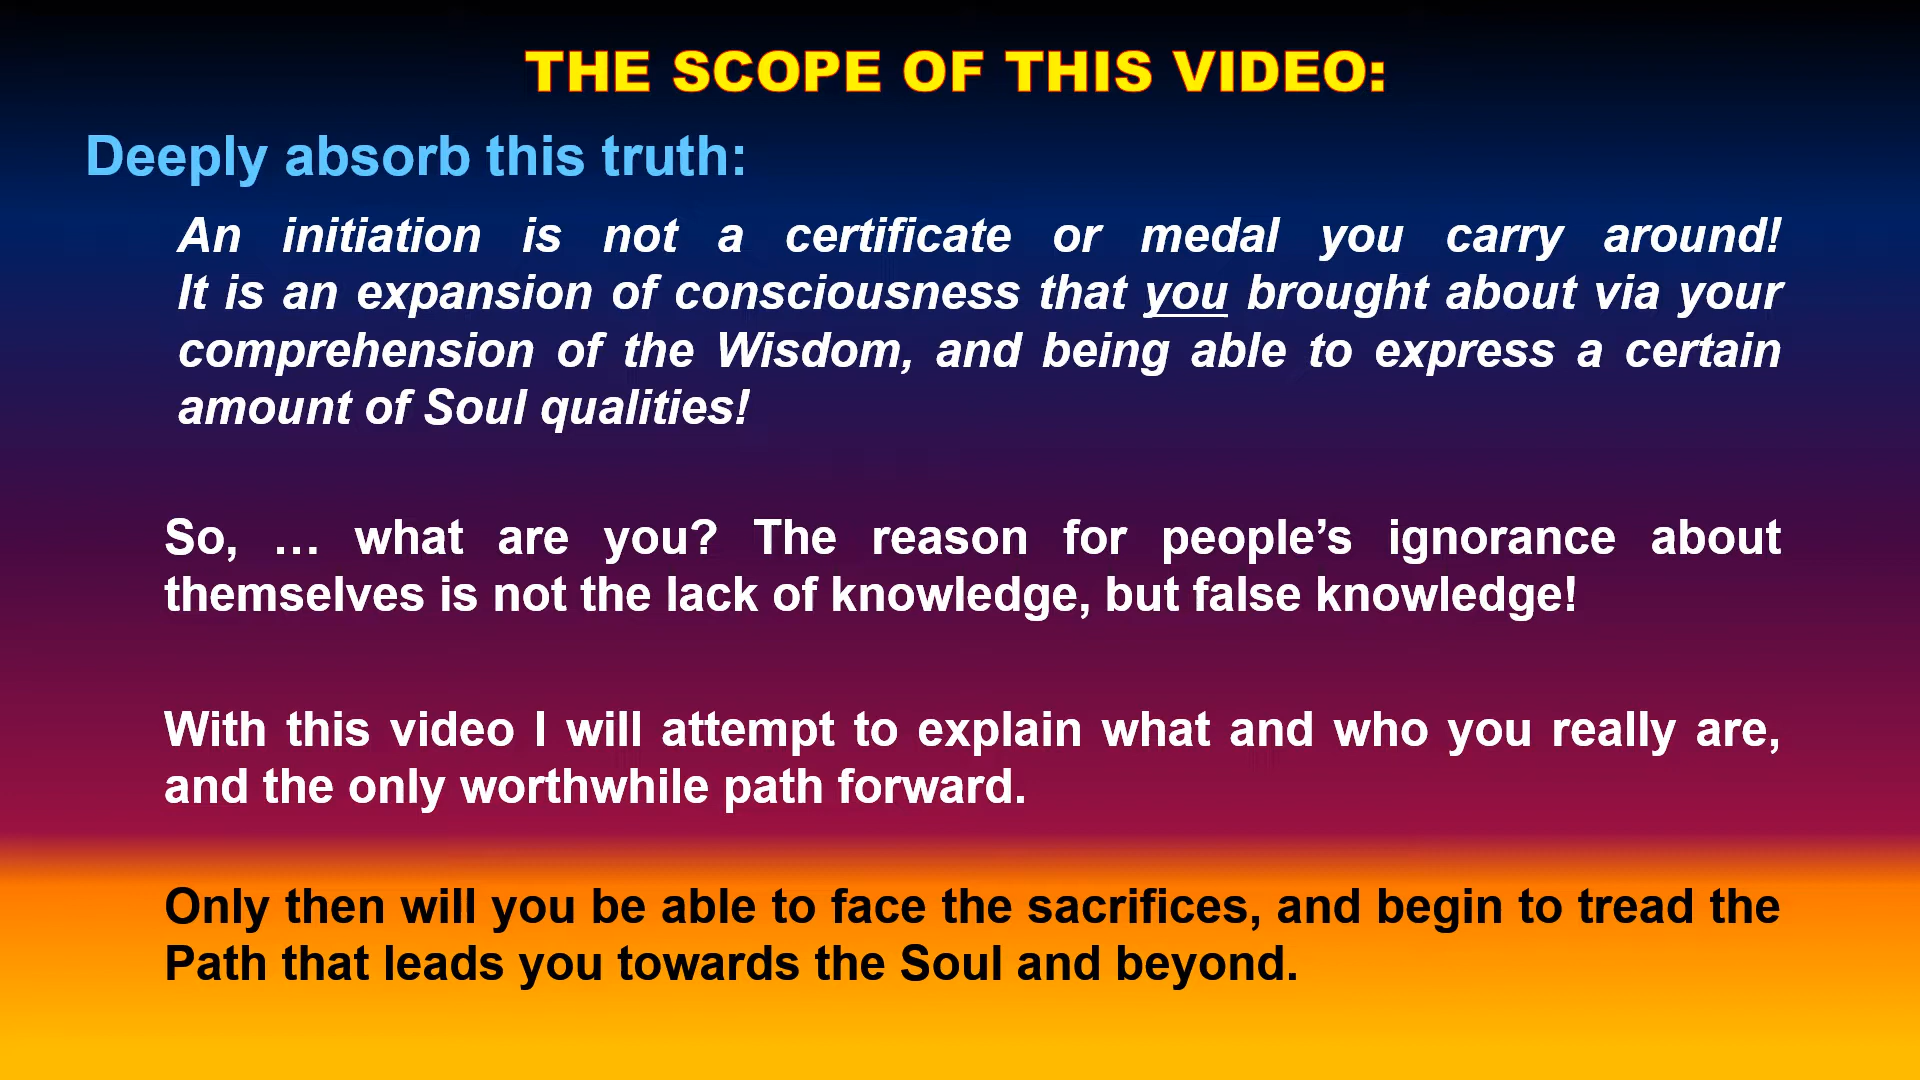 THE SCOPE OF THIS VIDEO:
Deeply absorb this truth:
An initiation is not a certificate or medal you carry around!
It is an expansion of consciousness that you brought about via your
comprehension of the Wisdom, and being able to express a certain
amount of Soul qualities!
So, … what are you? The reason for people’s ignorance about
themselves is not the lack of knowledge, but false knowledge!
With this video I will attempt to explain what and who you really are,
and the only worthwhile path forward.
Only then will you be able to face the sacrifices, and begin to tread the
Path that leads you towards the Soul and beyond.